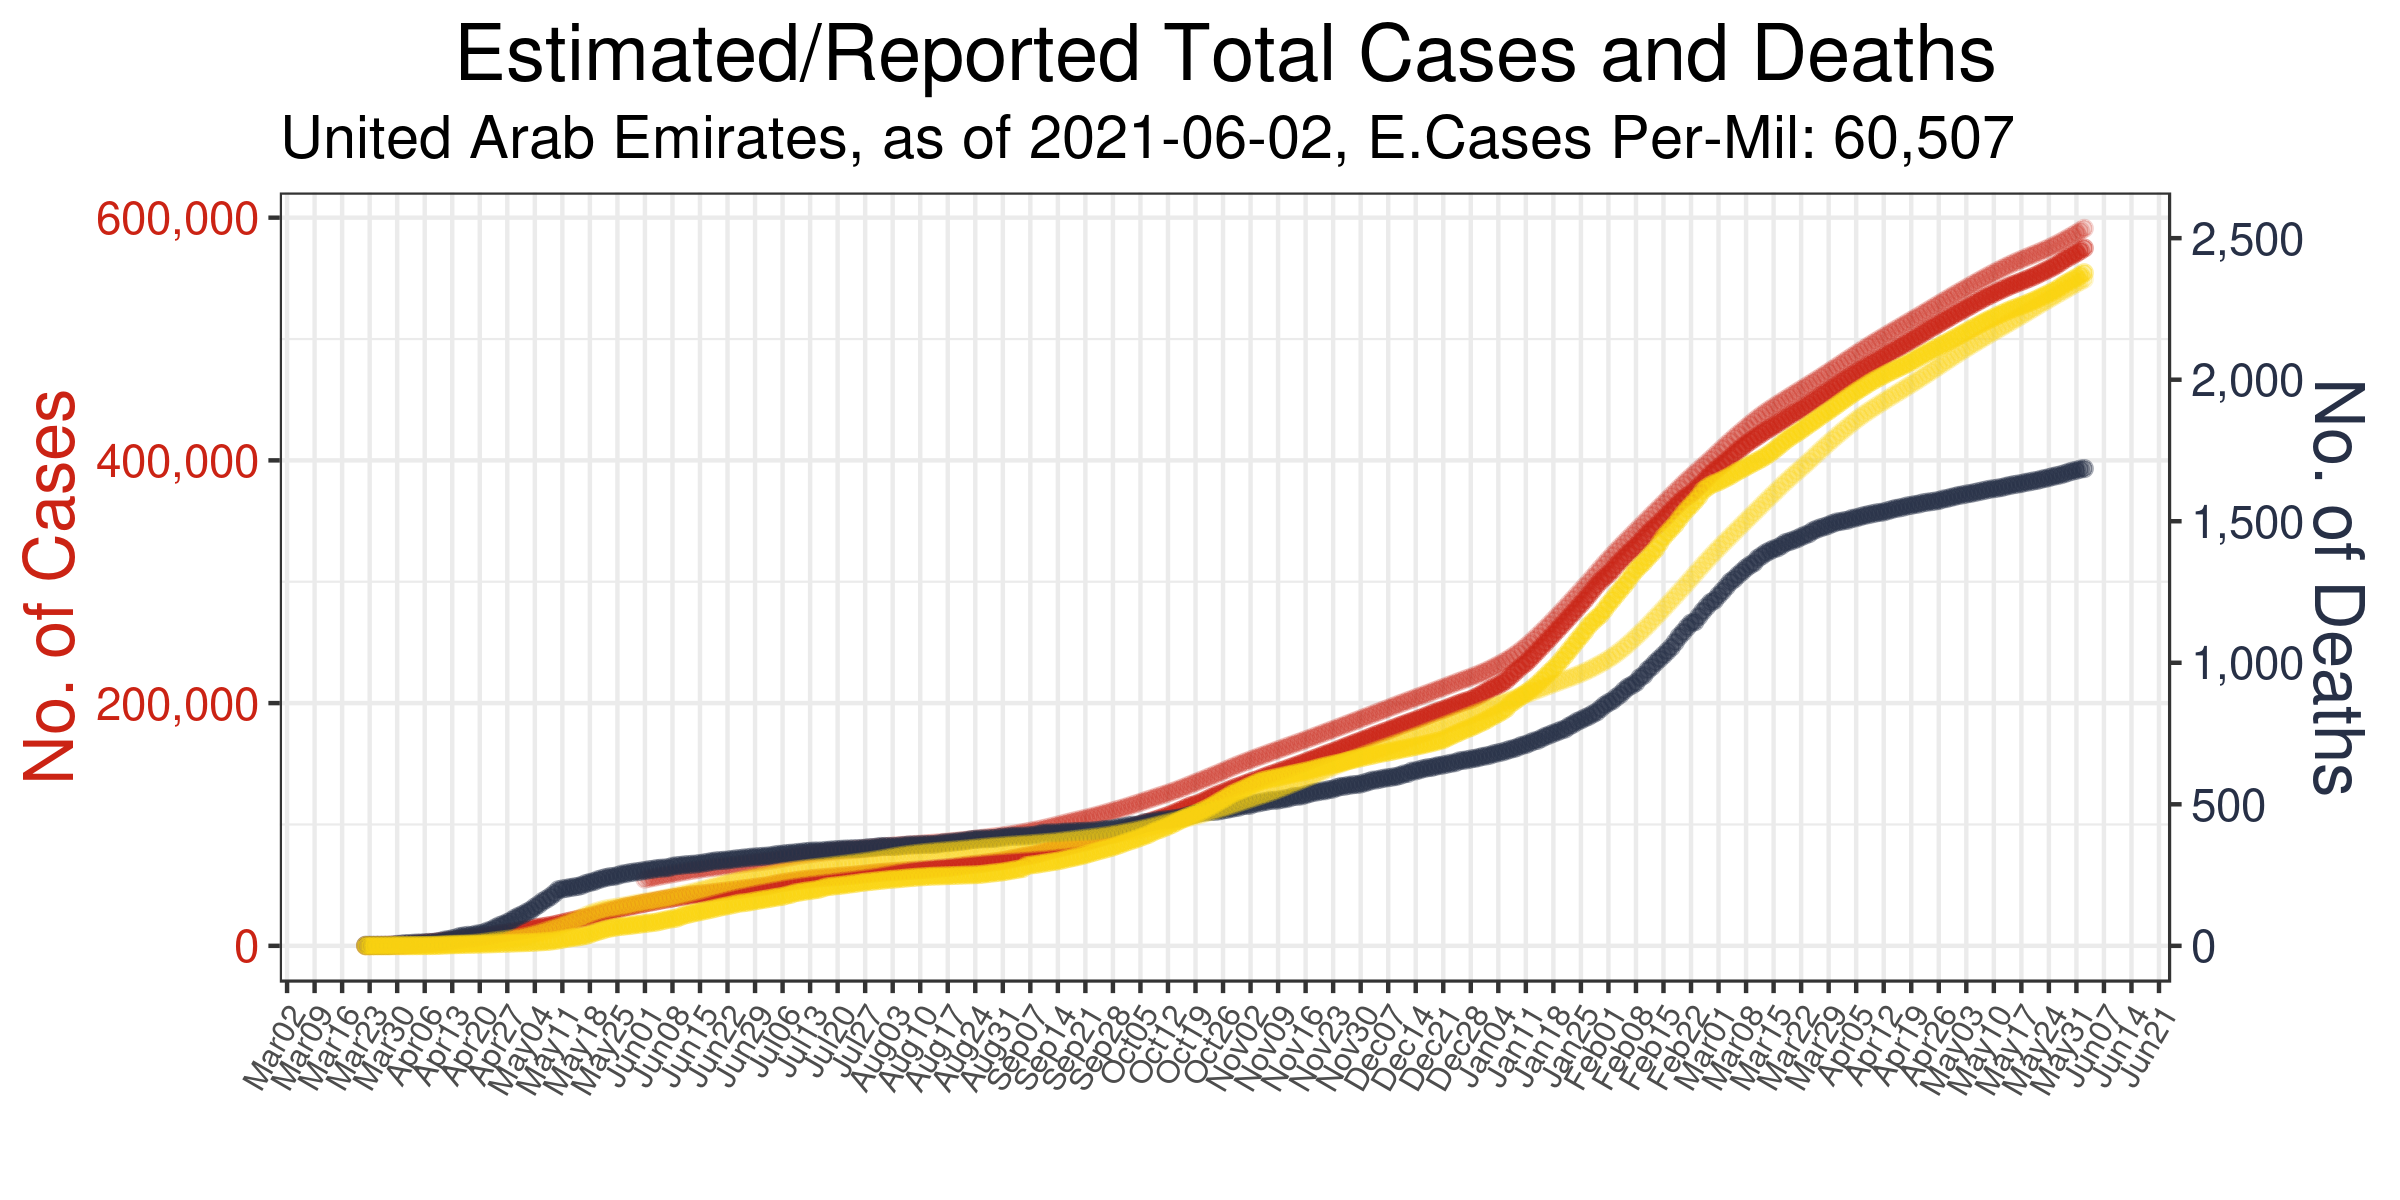 Estimated/Reported Total Cases and Deaths
United Arab Emirates, as of 2021-06-02, E.Cases Per-Mil: 60,507
No. of Cases
600,000
400,000
200,000
0
2,500
2,000
1,500
1,000
500
0
No. of Deaths
Mar02 Mar09 Mar16 Mar23 Mar30 Apr06 Apr13 Apr20 Apr27 May04 May11 May18 May25 Jun01 Jun08 Jun15 Jun22 Jun29 Jul06 Jul13 Jul20 Jul27 Aug03 Aug10 Aug17 Aug24 Aug31 Sep07 Sep14 Sep21 Sep28 Oct05 Oct12 Oct19 Oct26 Nov02 Nov09 Nov16 Nov23 Nov30 Dec07 Dec14 Dec21 Dec28 Jan04 Jan11 Jan18 Jan25 Feb01 Feb08 Feb15 Feb22 Mar01 Mar08 Mar15 Mar22 Mar29 Apr05 Apr12 Apr19 Apr26 May03 May10 May17 May24 May31 Jun07 Jun14 Jun21